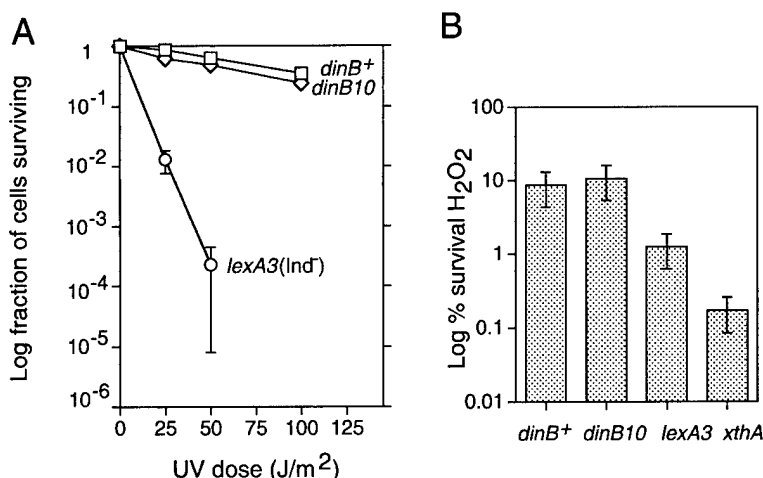 A
Log fraction of cells surviving
1
10-1
10-2
10-3
10-4
10-5
10-6
dinB+
dinB10
lexA3(Ind-)
0 25 50 75 100 125
UV dose (J/m2)
B
Log % survival H2O2
100
10
1
0.1
0.01
dinB+ dinB10 lexA3 xthA